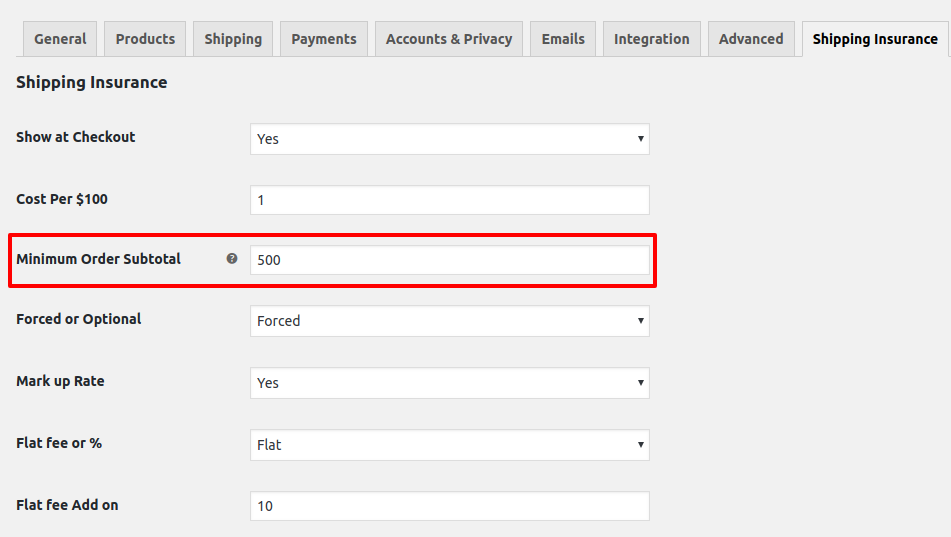 General Products Shipping Payments Accounts & Privacy Emails Integration Advanced Shipping Insurance
Shipping Insurance
Show at Checkout Yes
Cost Per $100 1
Minimum Order Subtotal ? 500
Forced or Optional Forced
Mark up Rate Yes
Flat fee or % Flat
Flat fee Add on 10